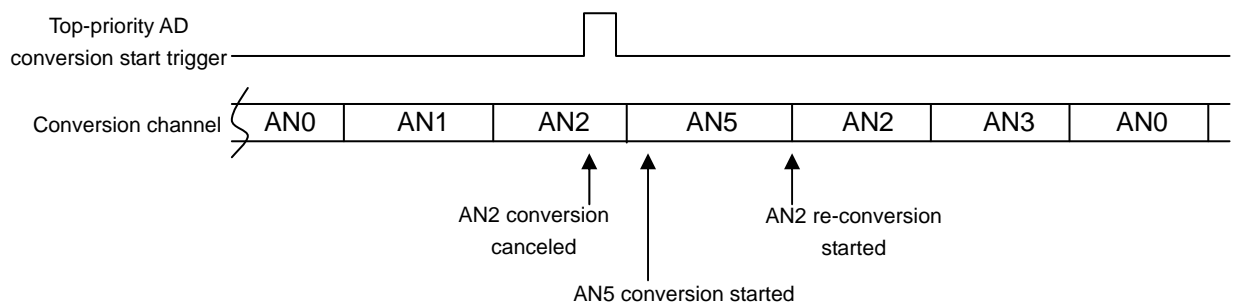 Top-priority AD
conversion start trigger
Conversion channel
AN0 AN1 AN2 AN5 AN2 AN3 AN0
AN2 conversion
canceled
AN2 re-conversion
started
AN5 conversion started